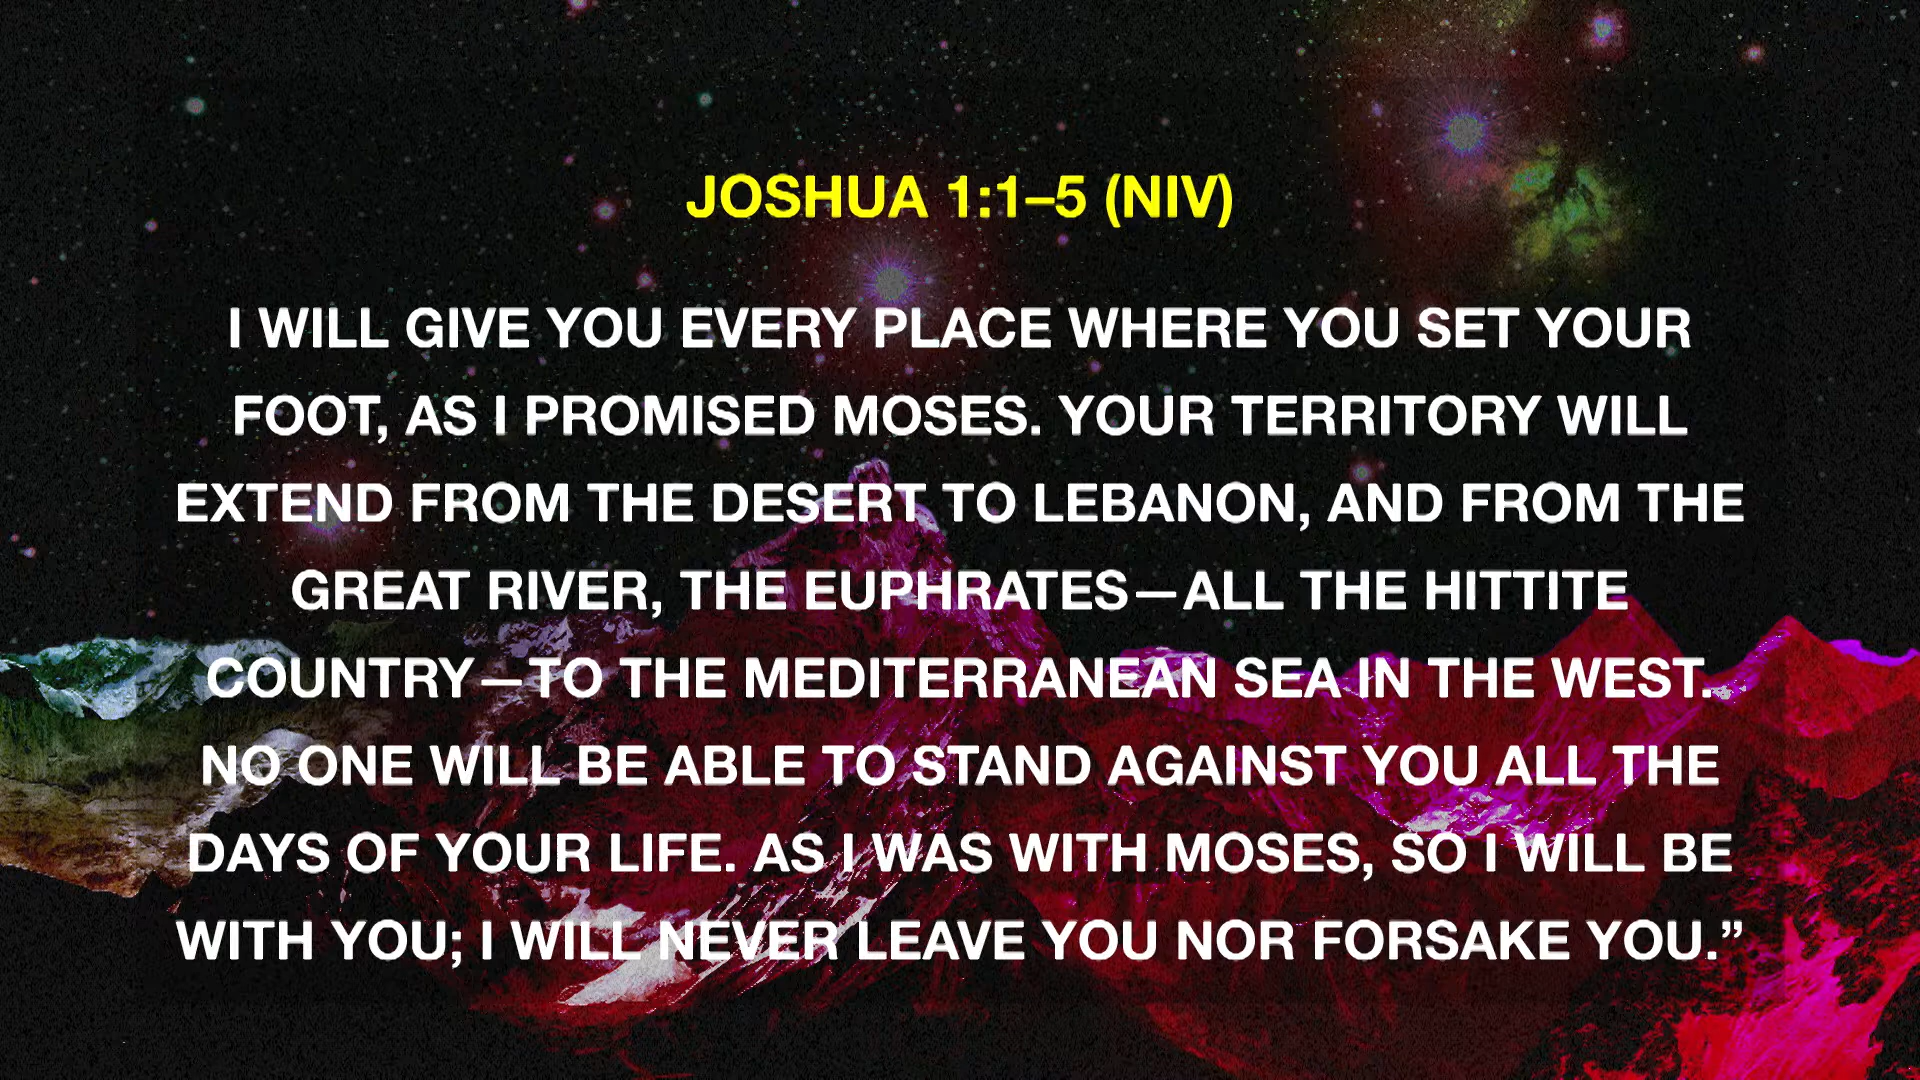 JOSHUA 1:1–5 (NIV)
I WILL GIVE YOU EVERY PLACE WHERE YOU SET YOUR
FOOT, AS I PROMISED MOSES. YOUR TERRITORY WILL
EXTEND FROM THE DESERT TO LEBANON, AND FROM THE
GREAT RIVER, THE EUPHRATES—ALL THE HITTITE
COUNTRY—TO THE MEDITERRANEAN SEA IN THE WEST.
NO ONE WILL BE ABLE TO STAND AGAINST YOU ALL THE
DAYS OF YOUR LIFE. AS I WAS WITH MOSES, SO I WILL BE
WITH YOU; I WILL NEVER LEAVE YOU NOR FORSAKE YOU.”